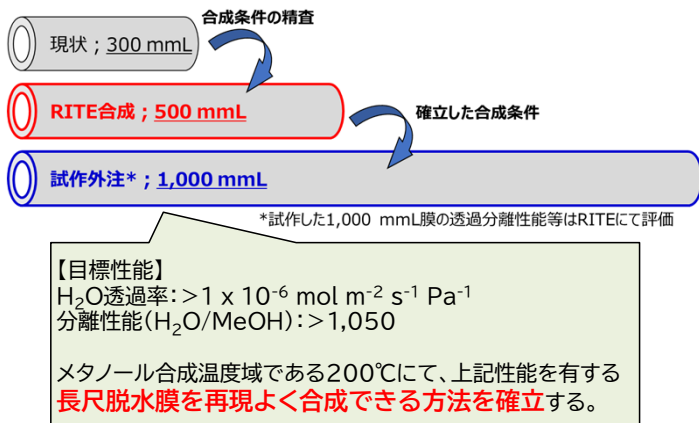 合成条件の精査
現状；300 mmL
RITE合成；500 mmL
確立した合成条件
試作外注*；1,000 mmL
*試作した1,000 mmL膜の透過分離性能等はRITEにて評価
【目標性能】
H₂O透過率：＞1 x 10⁻⁶ mol m⁻² s⁻¹ Pa⁻¹
分離性能(H₂O/MeOH)：＞1,050
メタノール合成温度域である200℃にて、上記性能を有する
長尺脱水膜を再現よく合成できる方法を確立する。